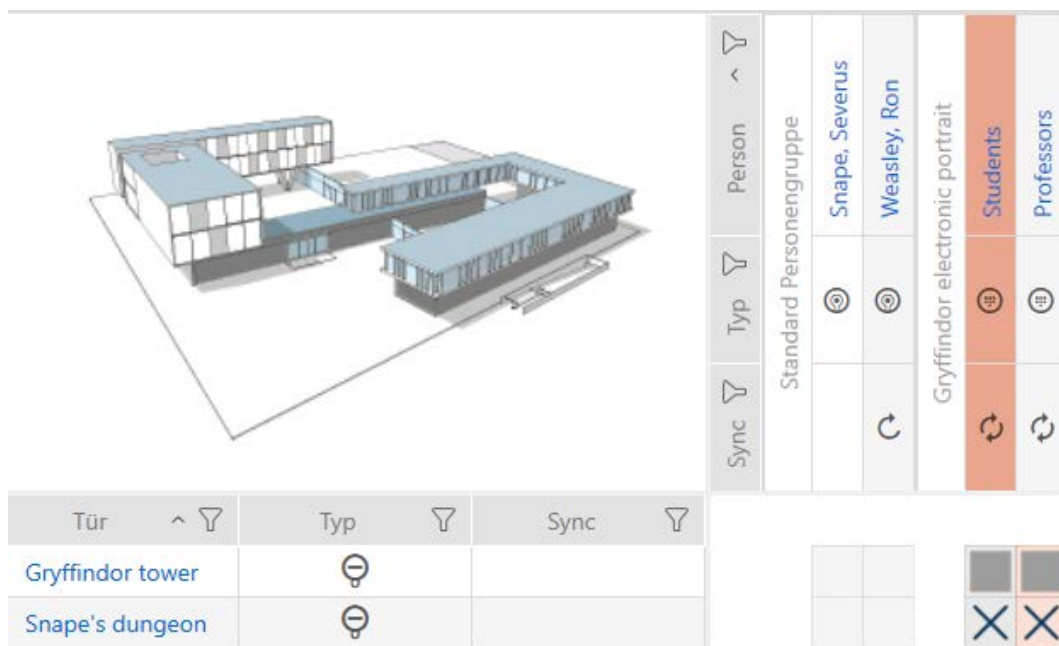 Person
Typ
Sync
Standard Personengruppe
Snape, Severus
Weasley, Ron
Gryffindor electronic portrait
Students
Professors
Tür
Typ
Sync
Gryffindor tower
Snape's dungeon